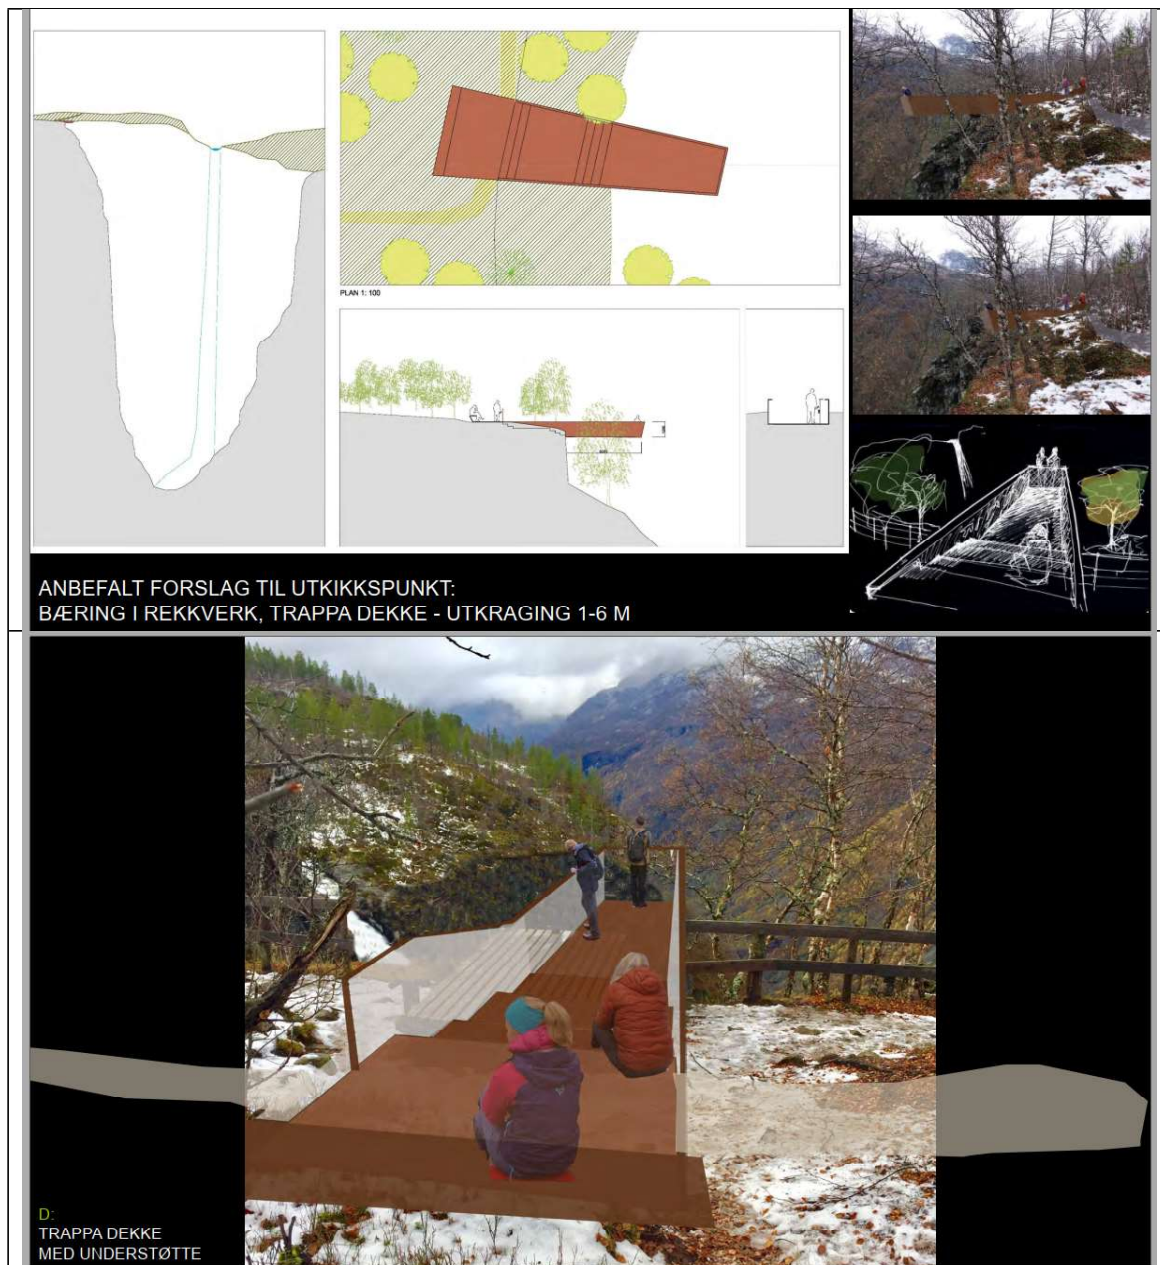 PLAN 1: 100
ANBEFALT FORSLAG TIL UTKIKKSPUNKT:
BÆRING I REKKVERK, TRAPPA DEKKE - UTKRAGING 1-6 M
D:
TRAPPA DEKKE
MED UNDERSTØTTE